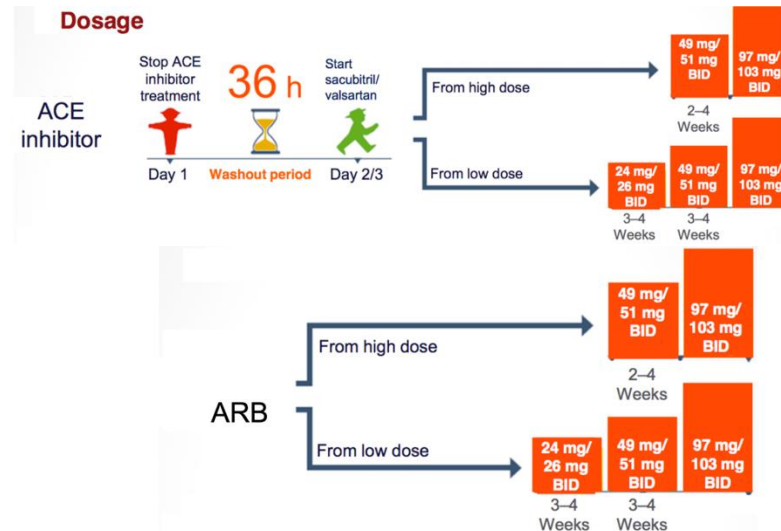 Dosage
ACE
inhibitor
Stop ACE
inhibitor
treatment
36 h
Start
sacubitril/
valsartan
Day 1
Washout period
Day 2/3
From high dose
49 mg/
51 mg
BID
97 mg/
103 mg
BID
2–4
Weeks
From low dose
24 mg/
26 mg
BID
49 mg/
51 mg
BID
97 mg/
103 mg
BID
3–4
Weeks
3–4
Weeks
ARB
From high dose
49 mg/
51 mg
BID
97 mg/
103 mg
BID
2–4
Weeks
From low dose
24 mg/
26 mg
BID
49 mg/
51 mg
BID
97 mg/
103 mg
BID
3–4
Weeks
3–4
Weeks